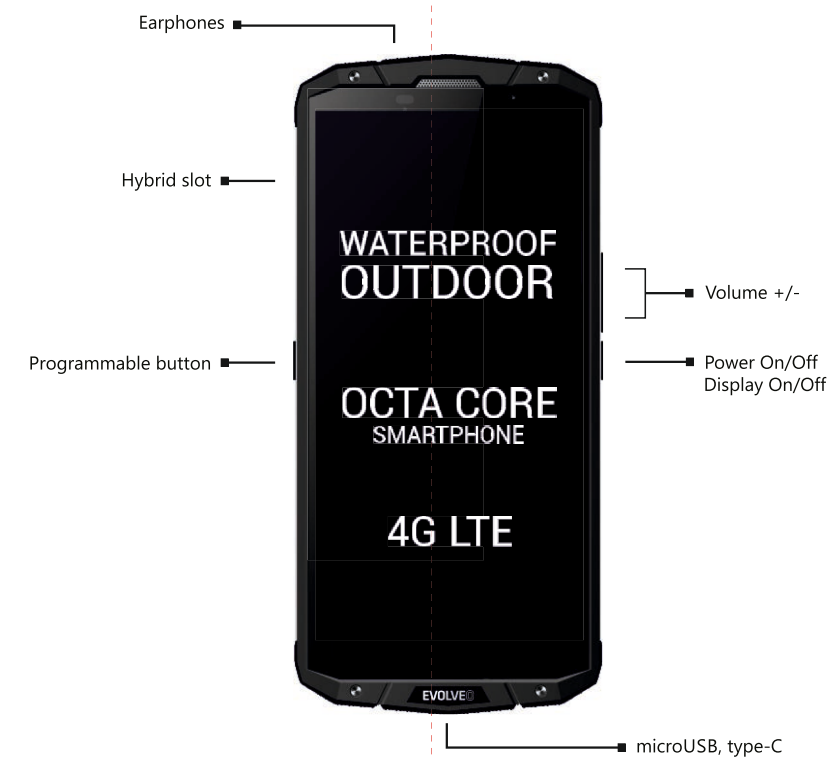 Earphones
Hybrid slot
WATERPROOF
OUTDOOR
Volume +/-
Programmable button
Power On/Off
Display On/Off
OCTA CORE
SMARTPHONE
4G LTE
EVOLVEO
microUSB, type-C